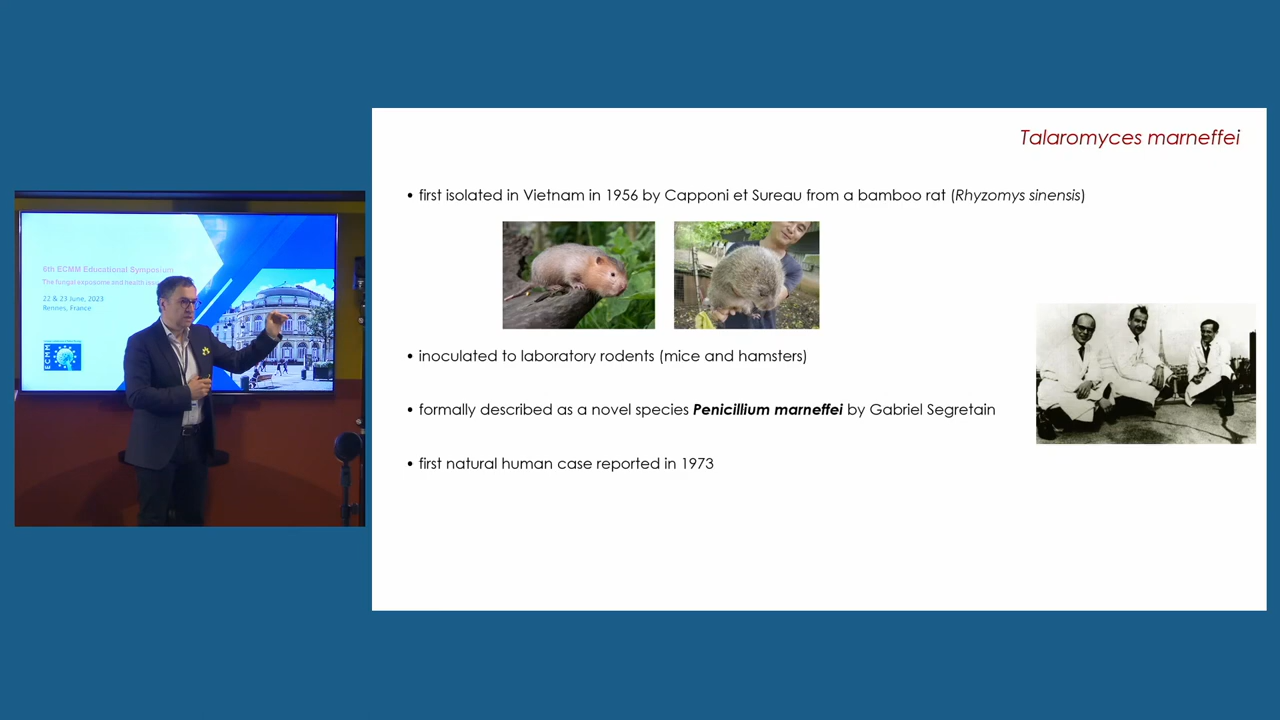 6th ECMM Educational Symposium
The fungal exposome and health
22 & 23 June, 2023
Rennes, France
ECMM
Talaromyces marneffei
• first isolated in Vietnam in 1956 by Capponi et Sureau from a bamboo rat (Rhyzomys sinensis)
• inoculated to laboratory rodents (mice and hamsters)
• formally described as a novel species Penicillium marneffei by Gabriel Segretain
• first natural human case reported in 1973